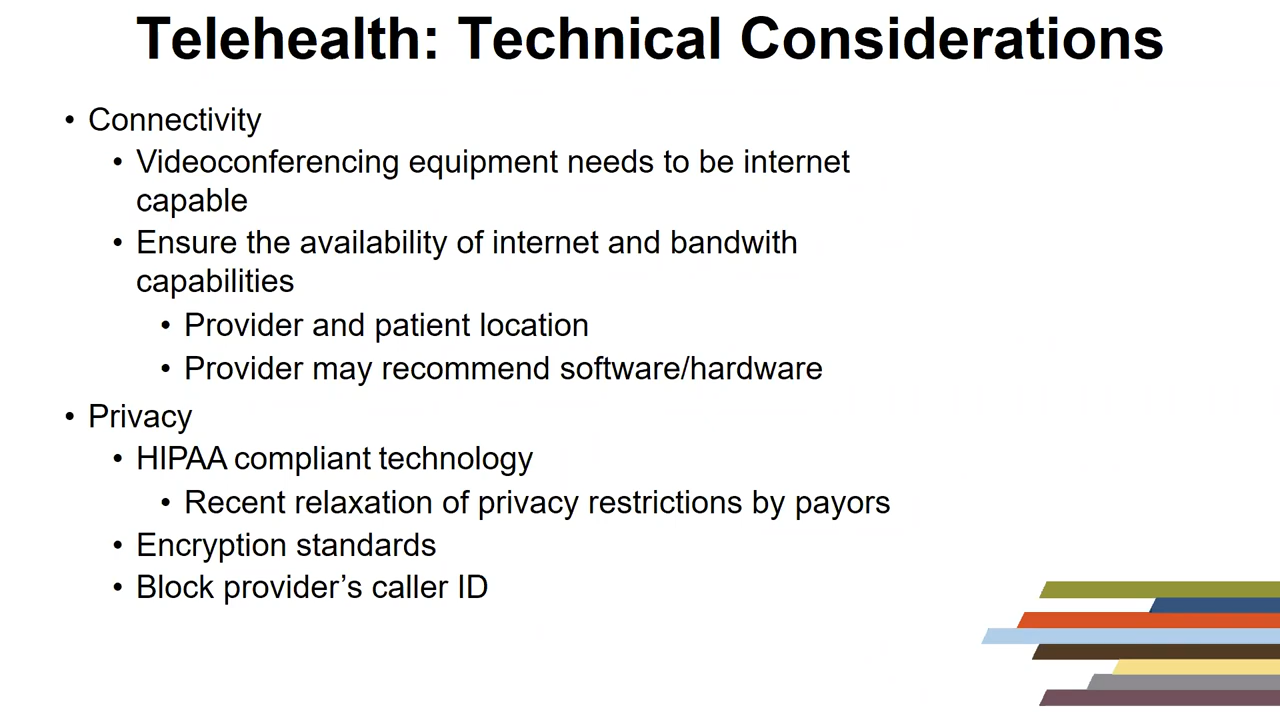 Telehealth: Technical Considerations
• Connectivity
• Videoconferencing equipment needs to be internet
capable
• Ensure the availability of internet and bandwith
capabilities
• Provider and patient location
• Provider may recommend software/hardware
• Privacy
• HIPAA compliant technology
• Recent relaxation of privacy restrictions by payors
• Encryption standards
• Block provider’s caller ID